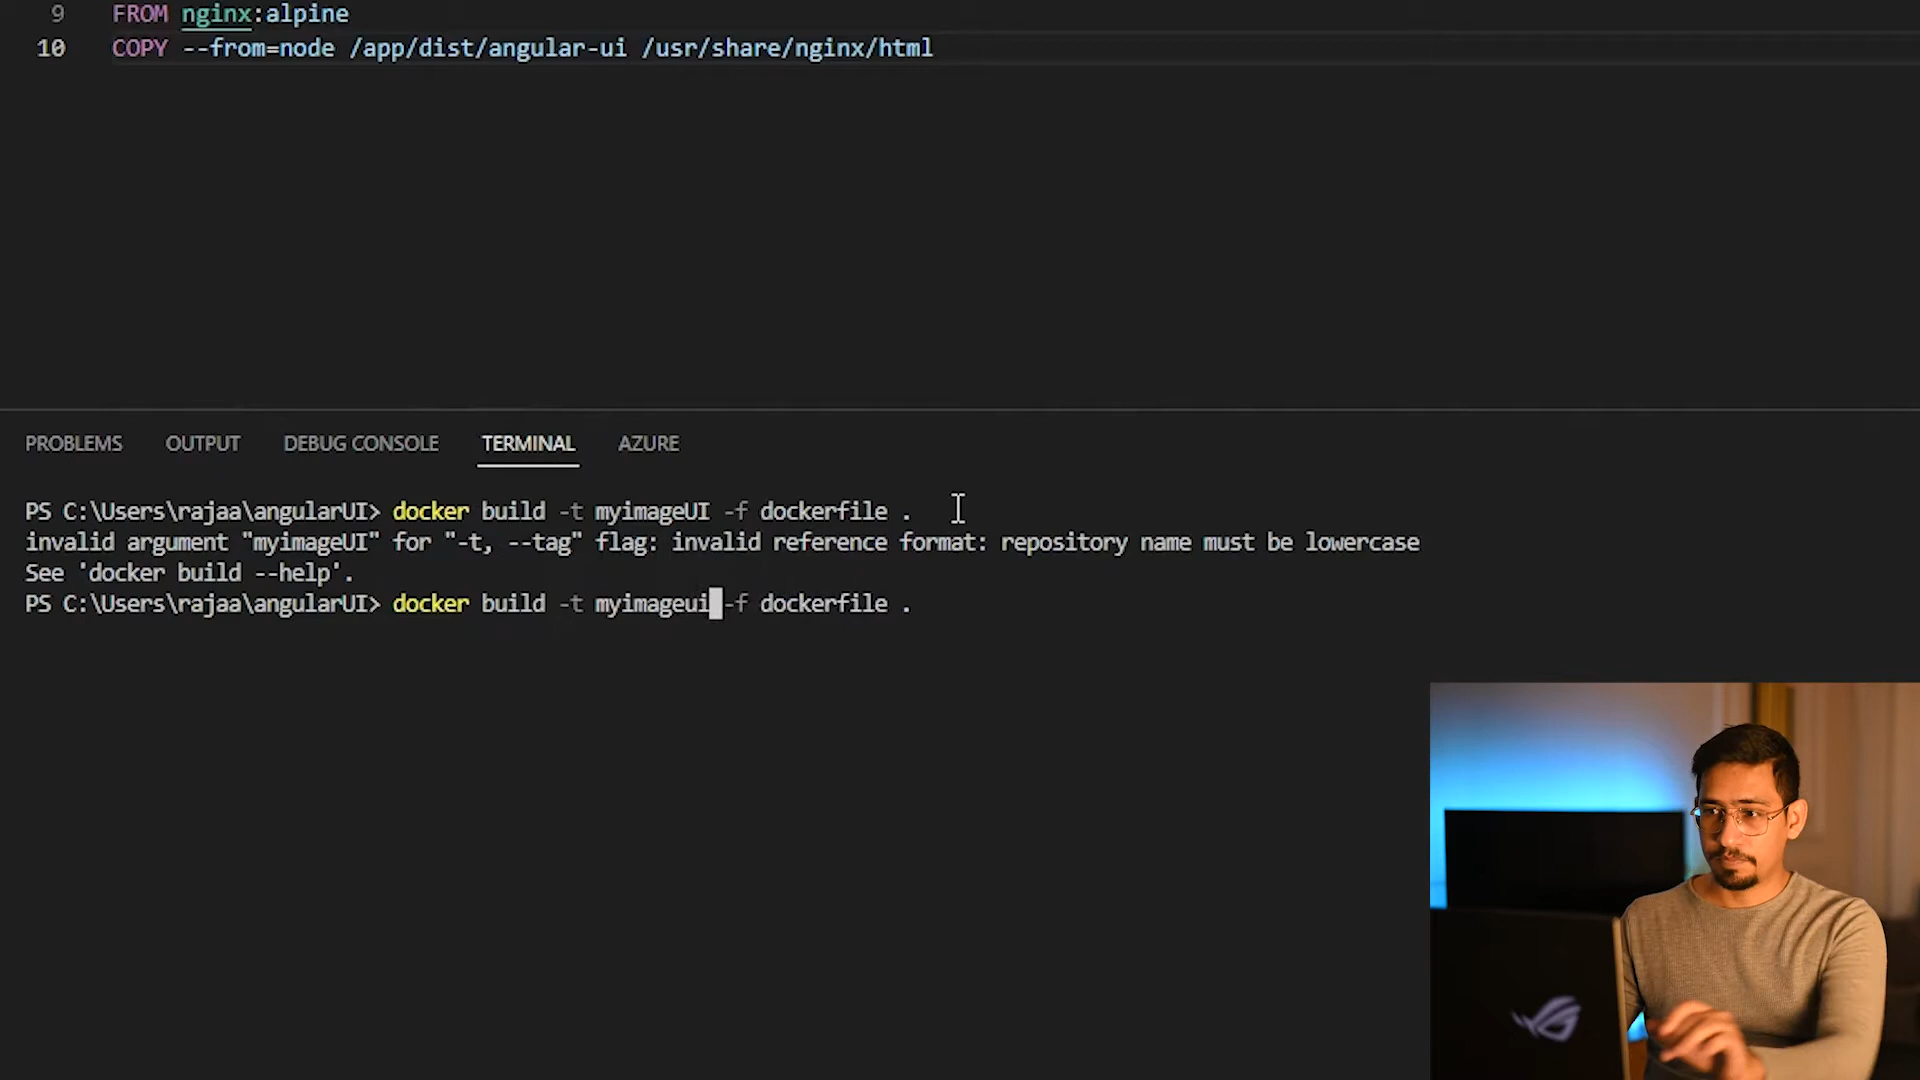 9 FROM nginx:alpine
10 COPY --from=node /app/dist/angular-ui /usr/share/nginx/html
PROBLEMS OUTPUT DEBUG CONSOLE TERMINAL AZURE
PS C:\Users\rajaa\angularUI> docker build -t myimageUI -f dockerfile .
invalid argument "myimageUI" for "-t, --tag" flag: invalid reference format: repository name must be lowercase
See 'docker build --help'.
PS C:\Users\rajaa\angularUI> docker build -t myimageui -f dockerfile .